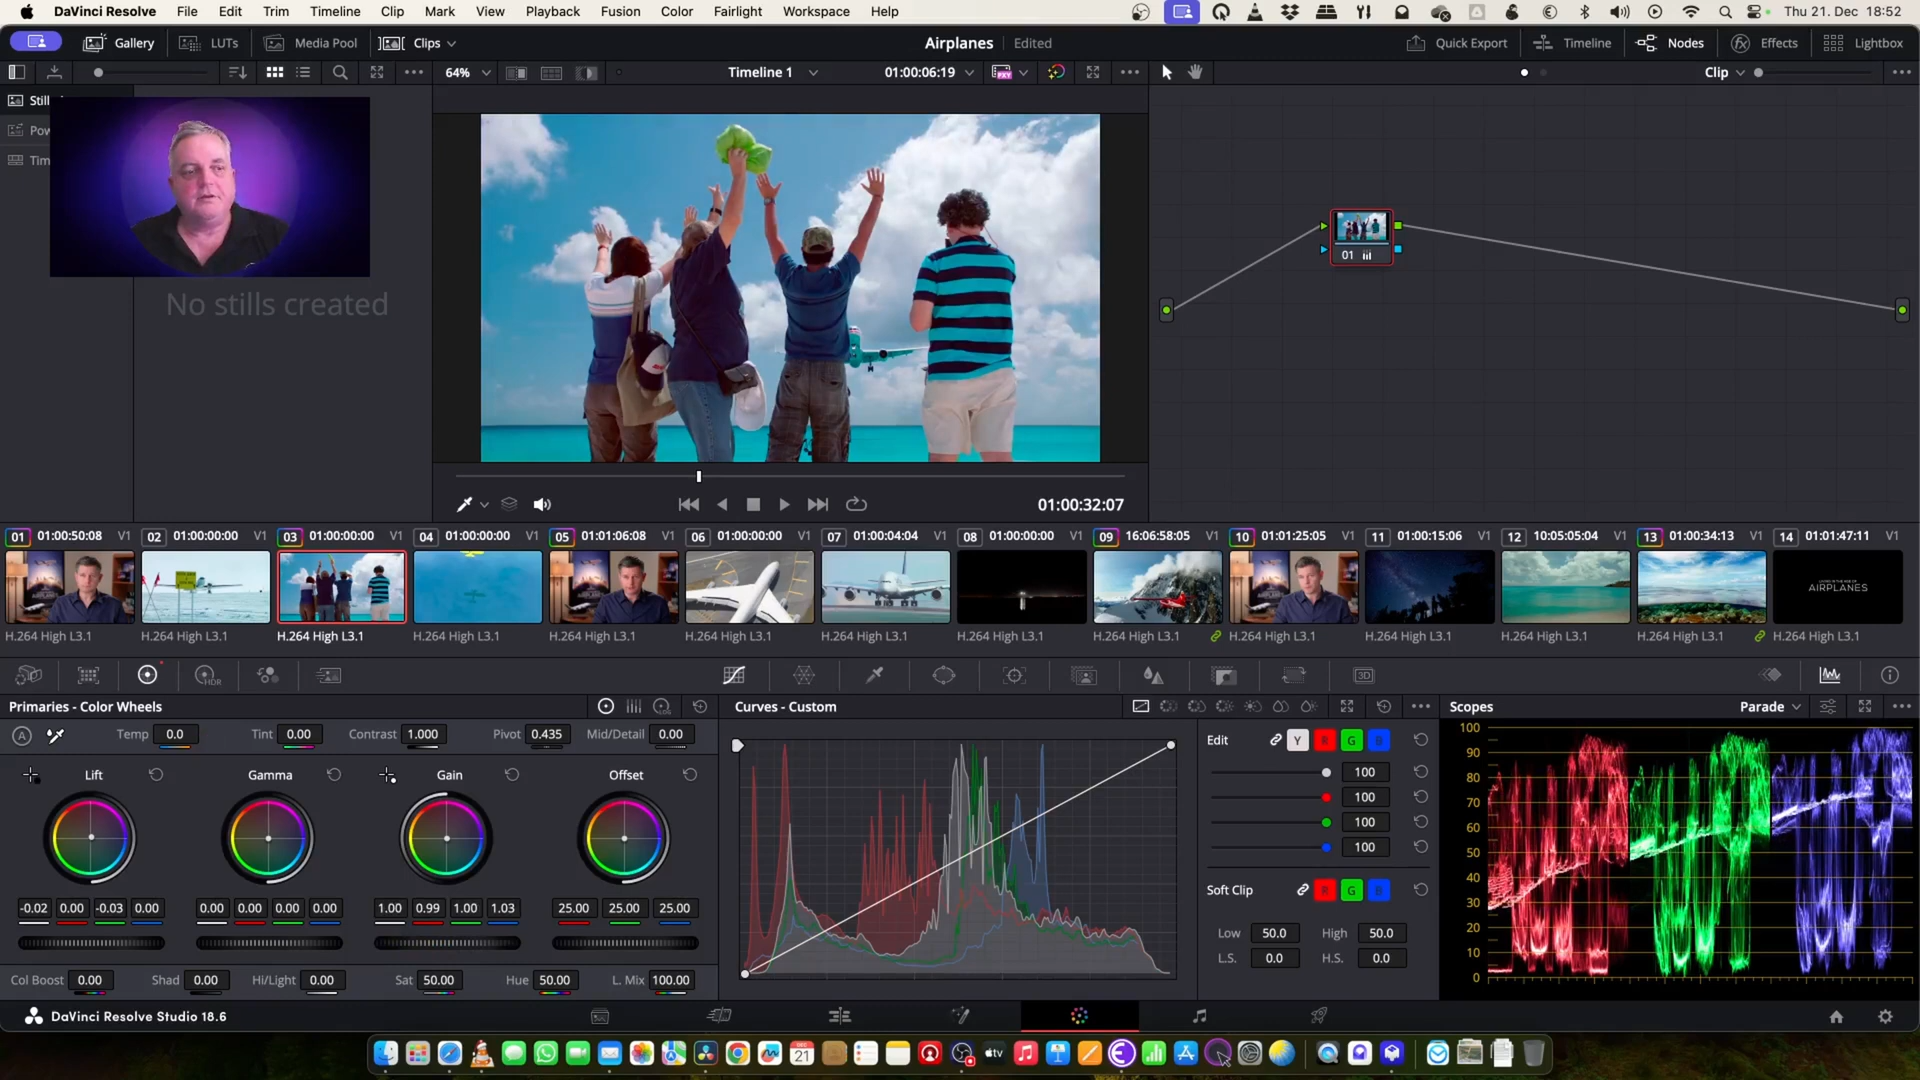 DaVinci Resolve File Edit Trim Timeline Clip Mark View Playback Fusion Color Fairlight Workspace Help Thu 21. Dec 18:52
Gallery LUTs Media Pool Clips Airplanes Edited Quick Export Timeline Nodes Effects Lightbox
64% Timeline 1 01:00:06:19 Clip
Still
Pow
Tim
No stills created
01
01:00:32:07
01 01:00:50:08 V1 02 01:00:00:00 V1 03 01:00:00:00 V1 04 01:00:00:00 V1 05 01:01:06:08 V1 06 01:00:00:00 V1 07 01:00:04:04 V1 08 01:00:00:00 V1 09 16:06:58:05 V1 10 01:01:25:05 V1 11 01:00:15:06 V1 12 10:05:05:04 V1 13 01:00:34:13 V1 14 01:01:47:11 V1
AIRPLANES
H.264 High L3.1 H.264 High L3.1 H.264 High L3.1 H.264 High L3.1 H.264 High L3.1 H.264 High L3.1 H.264 High L3.1 H.264 High L3.1 H.264 High L3.1 H.264 High L3.1 H.264 High L3.1 H.264 High L3.1 H.264 High L3.1 H.264 High L3.1
HDR 3D
Primaries - Color Wheels LOG Curves - Custom Scopes Parade
A Temp 0.0 Tint 0.00 Contrast 1.000 Pivot 0.435 Mid/Detail 0.00 Edit Y R G B
Lift Gamma Gain Offset
100
100
100
100
Soft Clip R G B
-0.02 0.00 -0.03 0.00 0.00 0.00 0.00 0.00 1.00 0.99 1.00 1.03 25.00 25.00 25.00
Low 50.0 High 50.0
L.S. 0.0 H.S. 0.0
Col Boost 0.00 Shad 0.00 Hi/Light 0.00 Sat 50.00 Hue 50.00 L. Mix 100.00
100
90
80
70
60
50
40
30
20
10
0
DaVinci Resolve Studio 18.6
DEC 21 tv